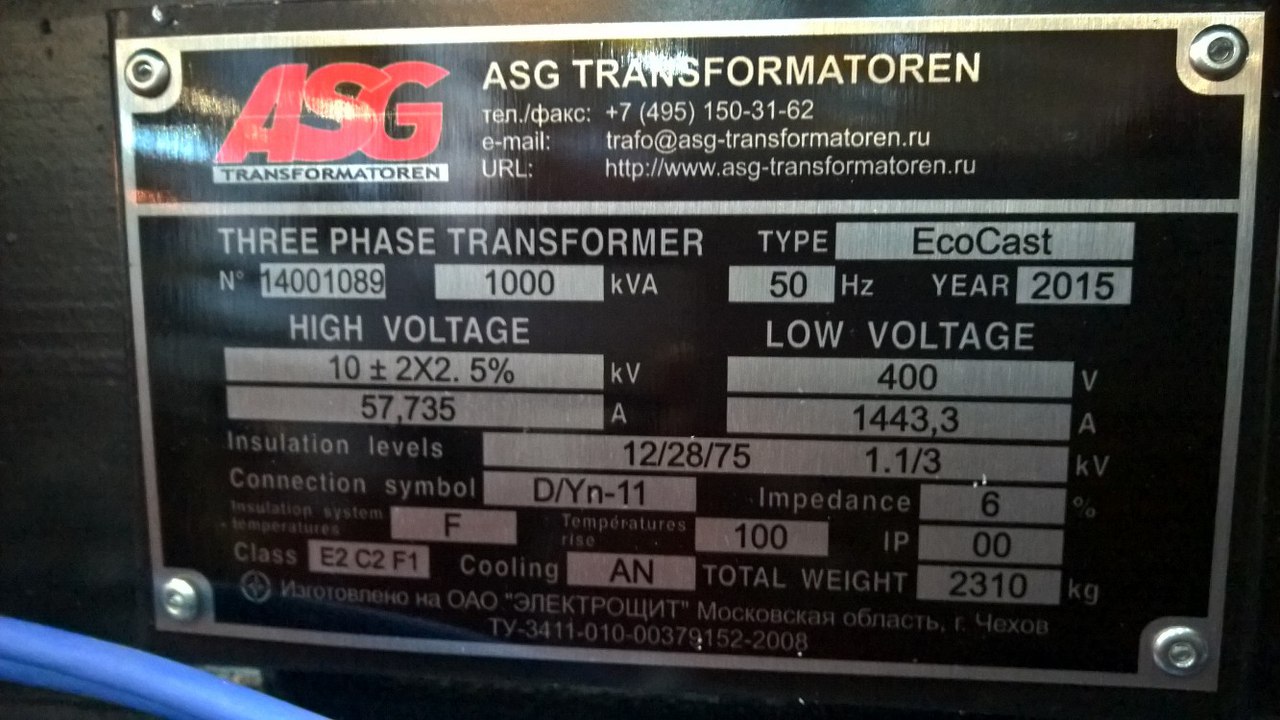 ASG
TRANSFORMATOREN
ASG TRANSFORMATOREN
тел./факс: +7 (495) 150-31-62
e-mail: trafo@asg-transformatoren.ru
URL: http://www.asg-transformatoren.ru
THREE PHASE TRANSFORMER TYPE EcoCast
N° 14001089 1000 kVA 50 Hz YEAR 2015
HIGH VOLTAGE LOW VOLTAGE
10 ± 2X2. 5% kV 400 V
57,735 A 1443,3 A
Insulation levels 12/28/75 1.1/3 kV
Connection symbol D/Yn-11 Impedance 6 %
Insulation system temperatures F Températures rise 100 IP 00
Class E2 C2 F1 Cooling AN TOTAL WEIGHT 2310 kg
Изготовлено на ОАО "ЭЛЕКТРОЩИТ" Московская область, г. Чехов
ТУ-3411-010-00379152-2008